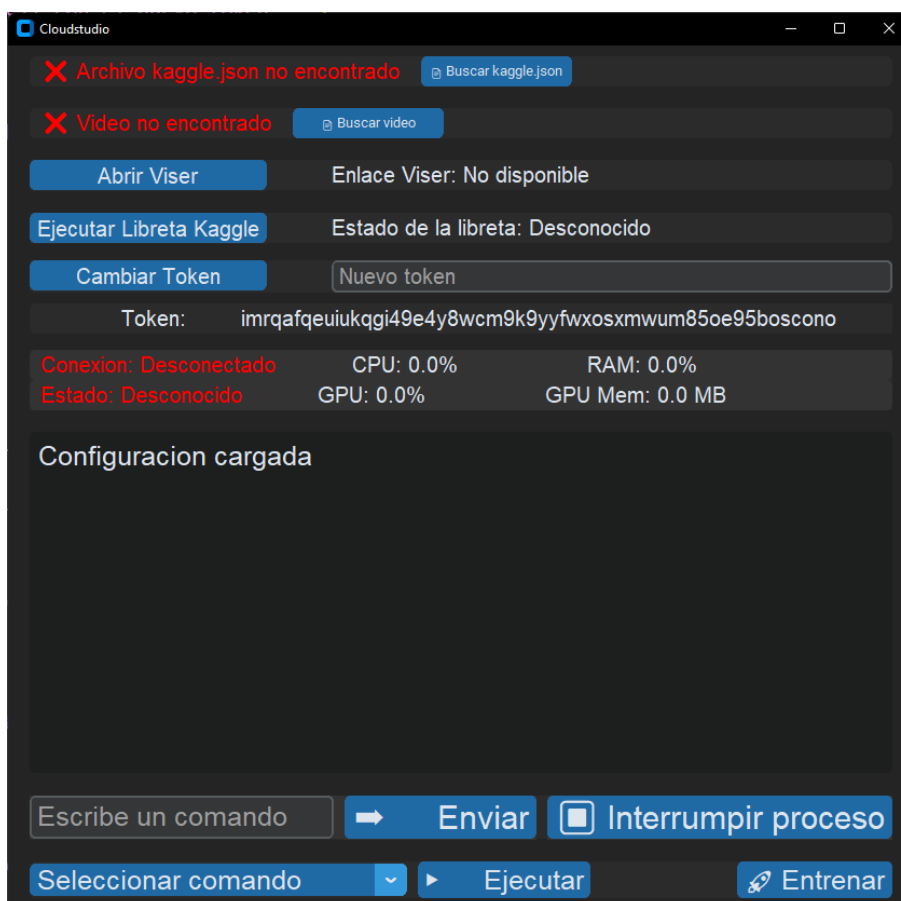 Cloudstudio
Archivo kaggle.json no encontrado Buscar kaggle.json
Video no encontrado Buscar video
Abrir Viser Enlace Viser: No disponible
Ejecutar Libreta Kaggle Estado de la libreta: Desconocido
Cambiar Token Nuevo token
Token: imrqafqeuiukqgi49e4y8wcm9k9yyfwxosxmwum85oe95boscono
Conexion: Desconectado CPU: 0.0% RAM: 0.0%
Estado: Desconocido GPU: 0.0% GPU Mem: 0.0 MB
Configuracion cargada
Escribe un comando Enviar Interrumpir proceso
Seleccionar comando Ejecutar Entrenar